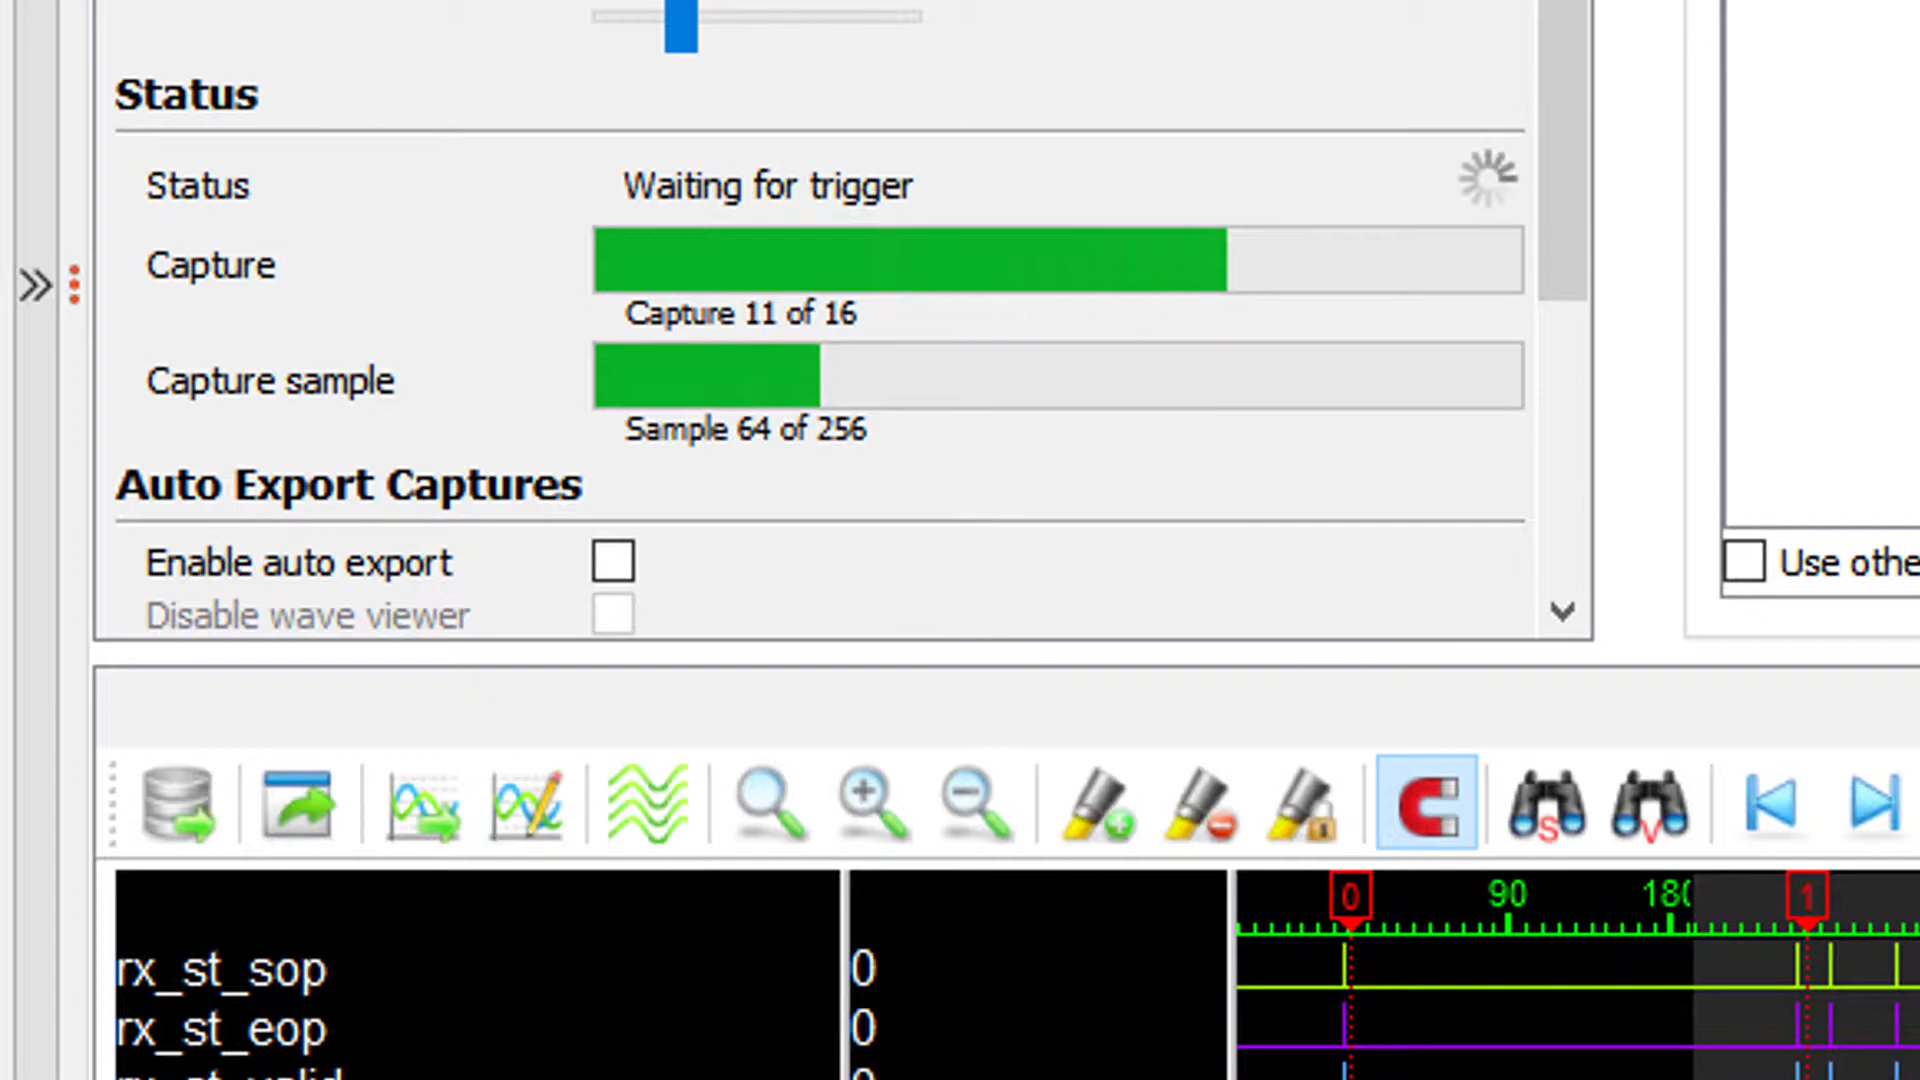 Status
Status Waiting for trigger
Capture
Capture 11 of 16
Capture sample
Sample 64 of 256
Auto Export Captures
Enable auto export
Use othe
Disable wave viewer
S V
0 90 180 1
rx_st_sop 0
rx_st_eop 0